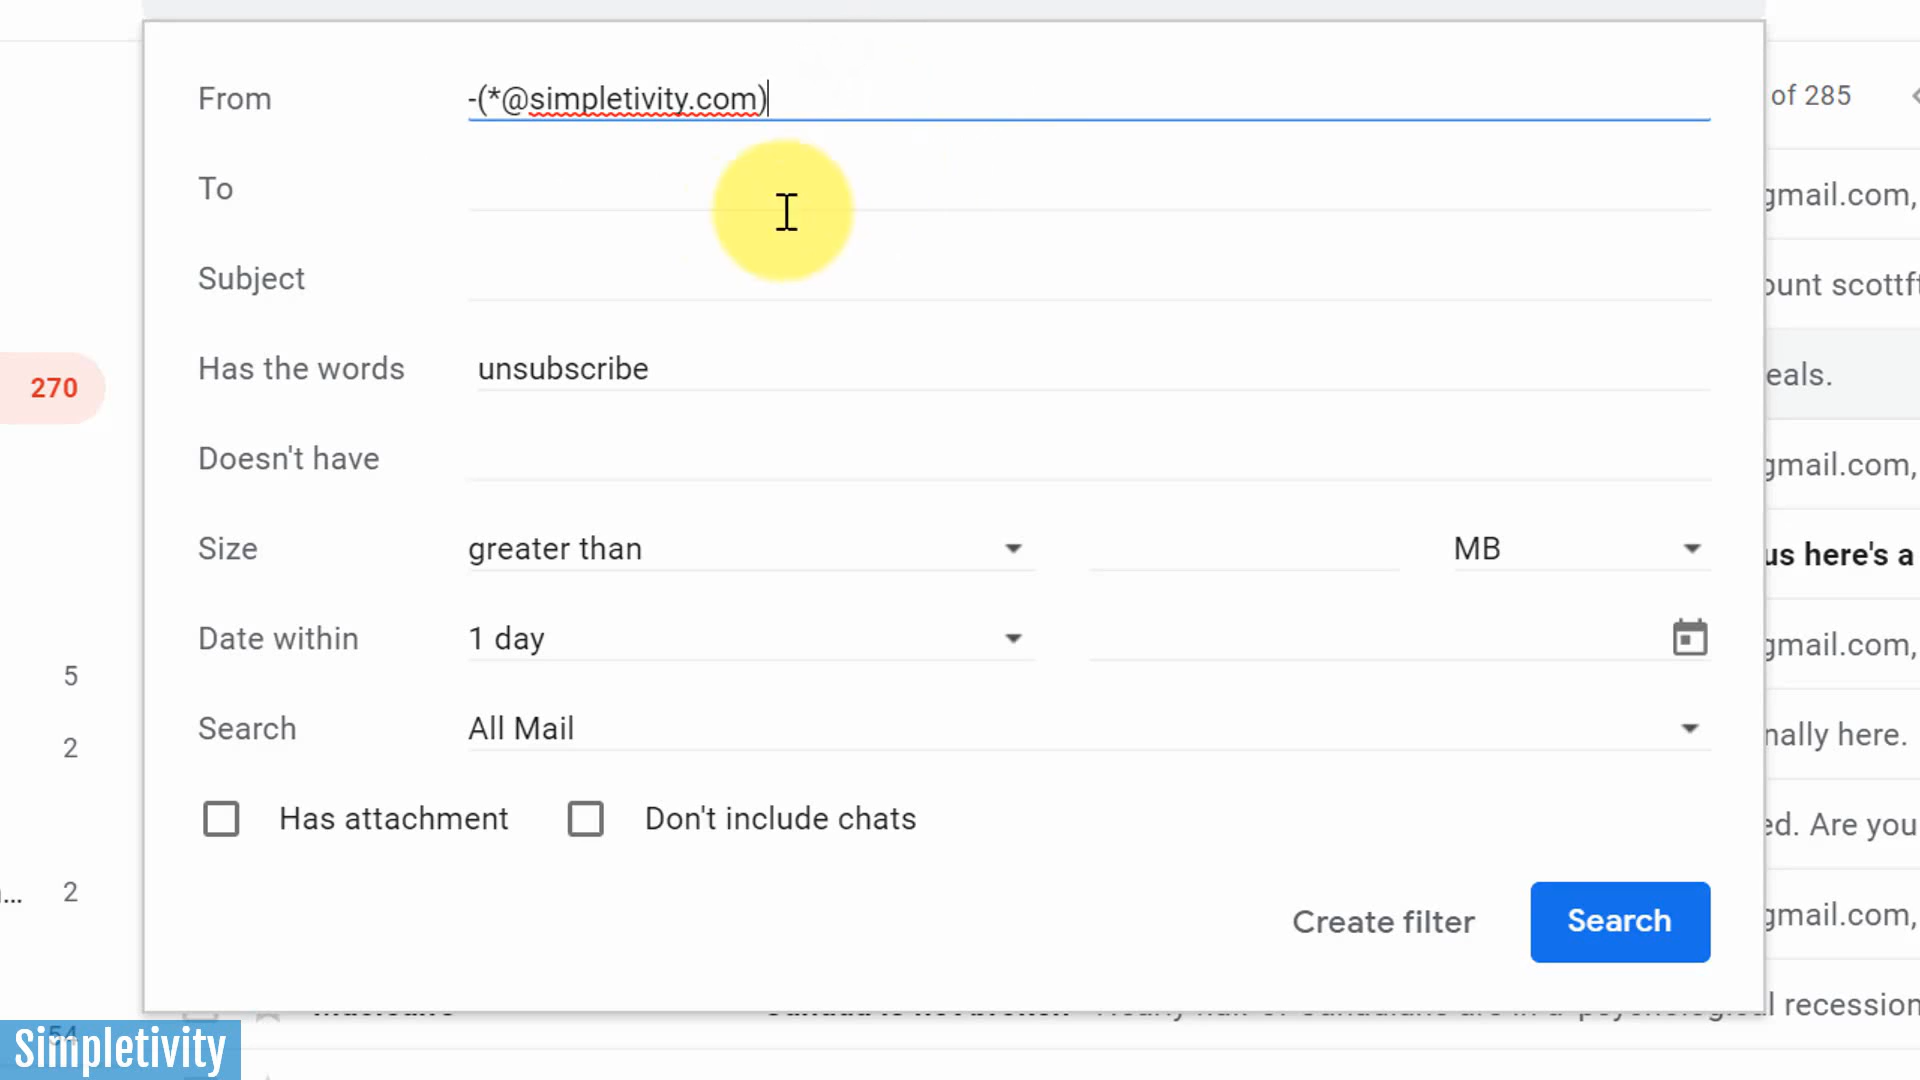 From -(*@simpletivity.com)
of 285
To
gmail.com,
Subject
ount scottft
270
Has the words unsubscribe
eals.
Doesn't have
gmail.com,
Size greater than MB
us here's a
Date within 1 day
gmail.com,
5
Search All Mail
nally here.
2
Has attachment Don't include chats
ed. Are you
... 2
Create filter Search
gmail.com,
l recession
54
Simpletivity